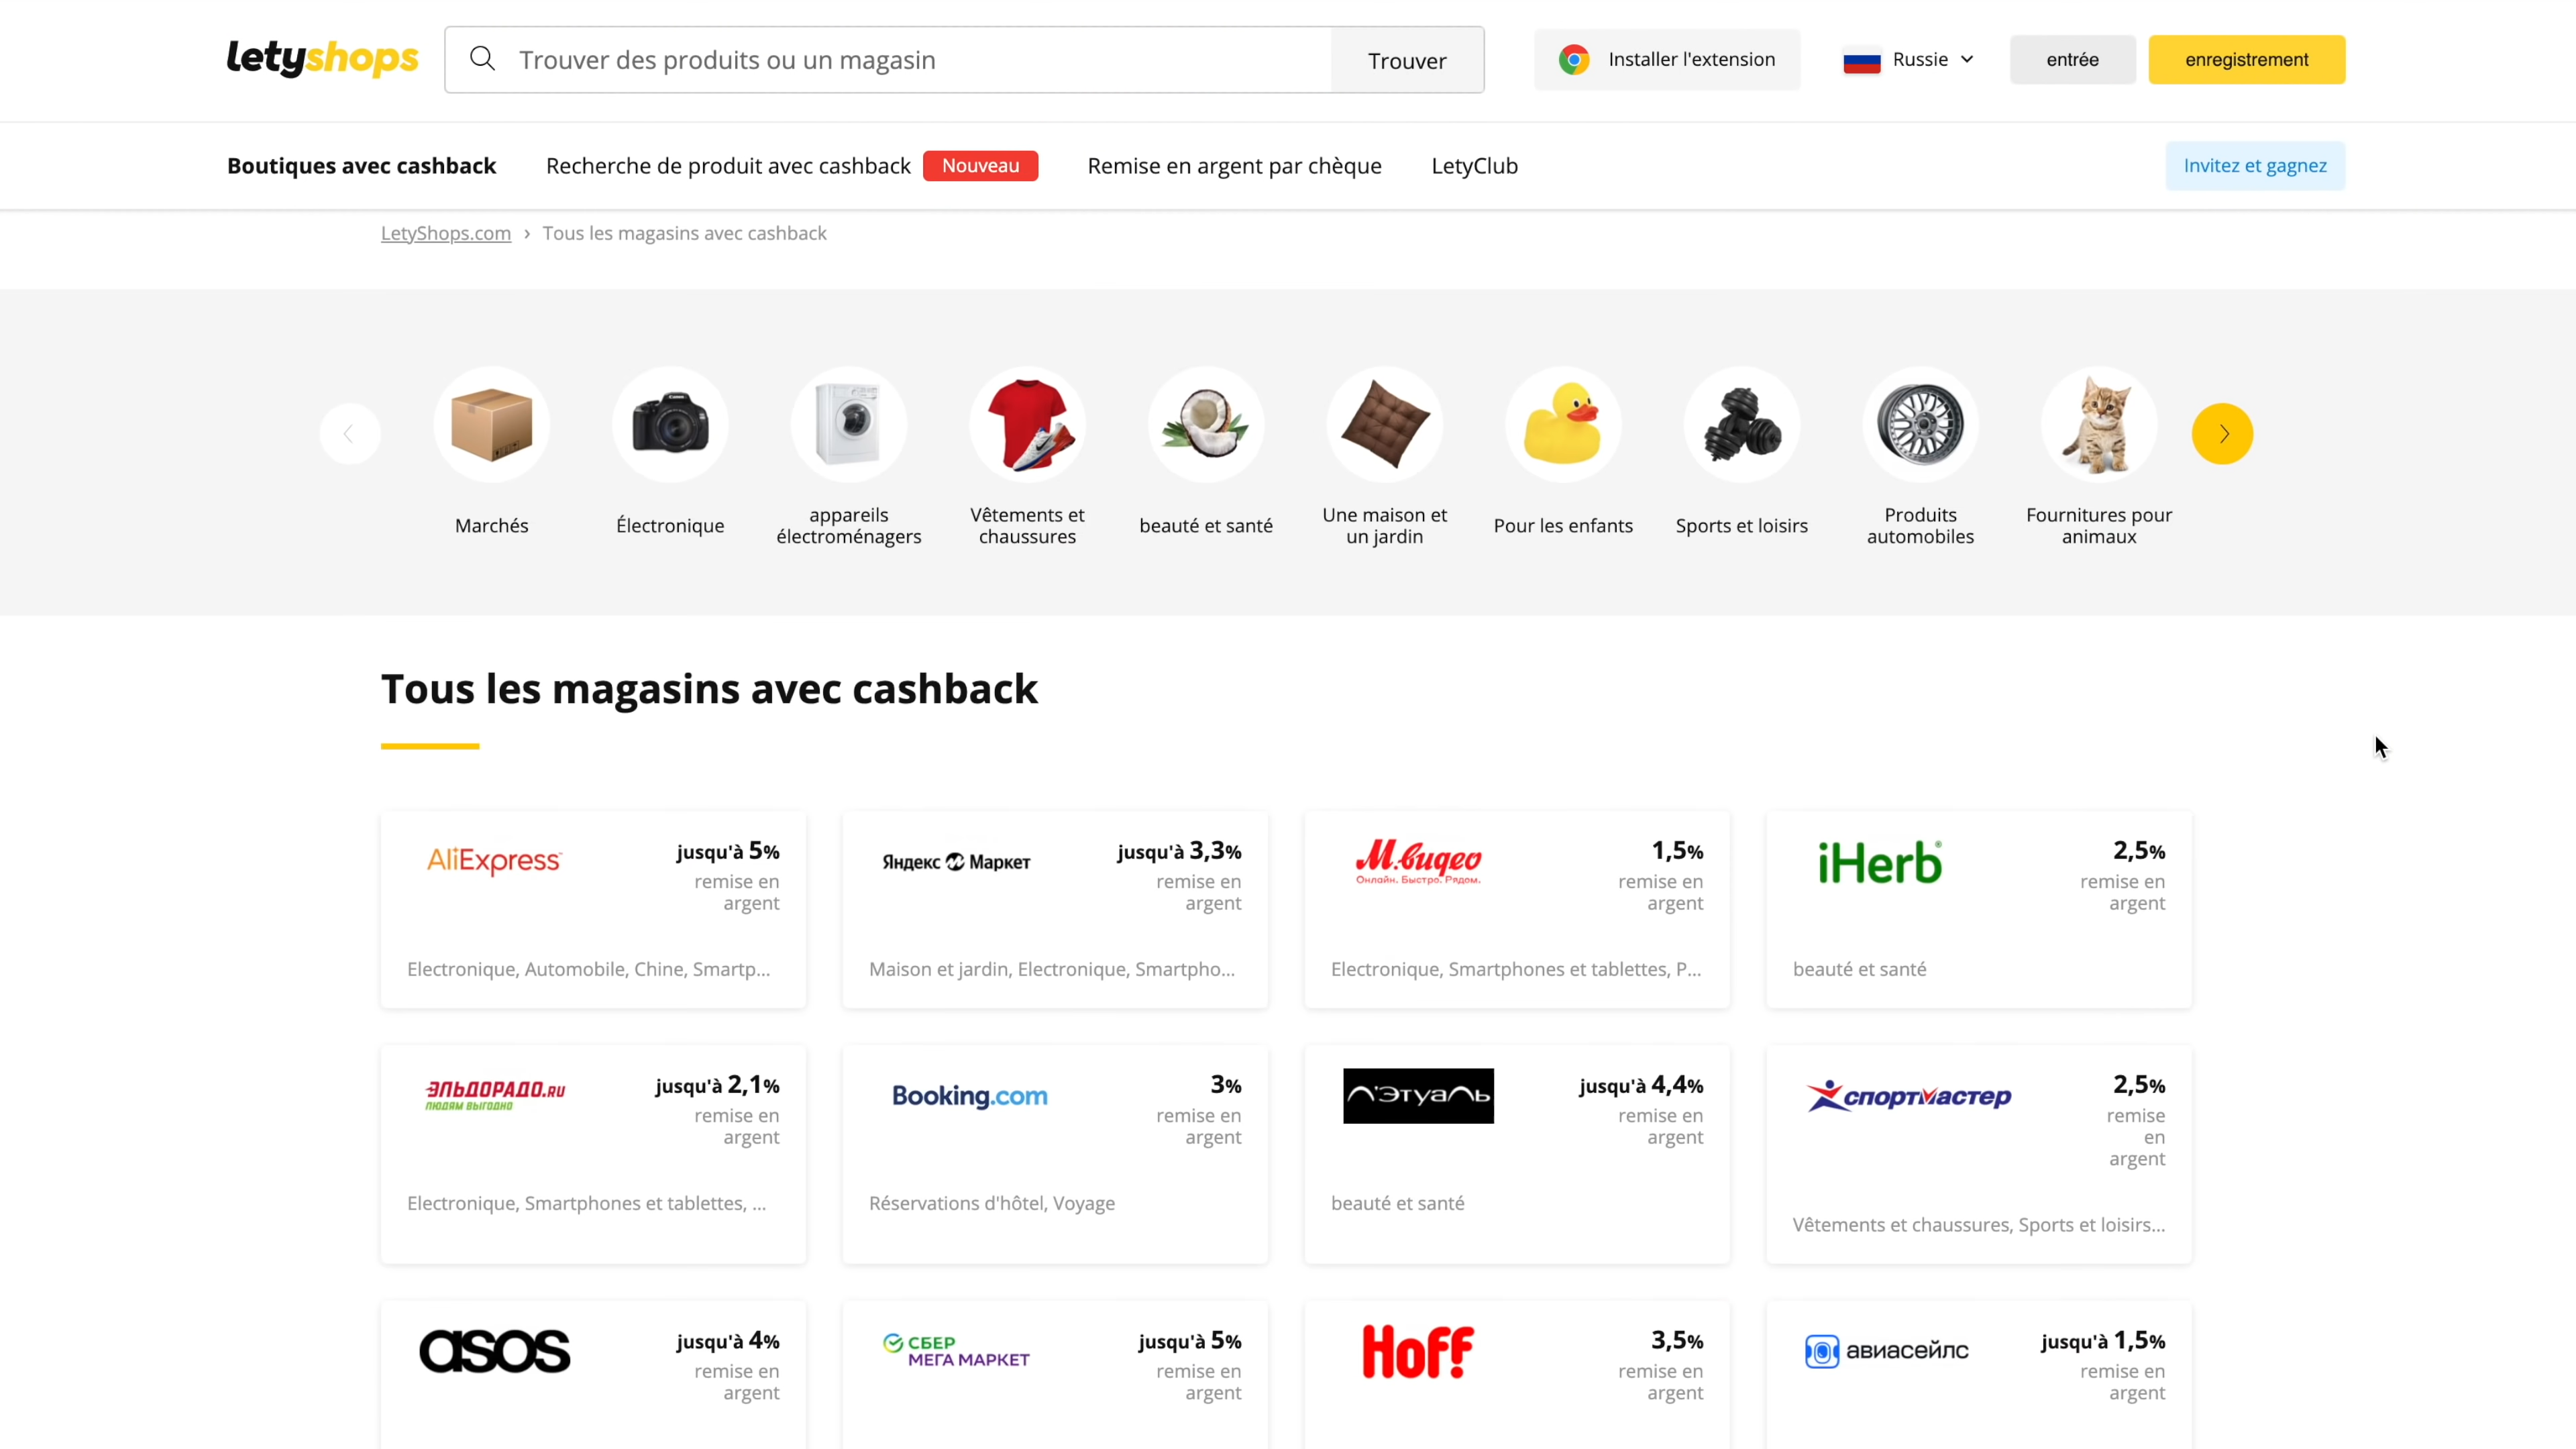 letyshops
Trouver des produits ou un magasin
Trouver
Installer l'extension
Russie
entrée
enregistrement
Boutiques avec cashback
Recherche de produit avec cashback
Nouveau
Remise en argent par chèque
LetyClub
Invitez et gagnez
LetyShops.com › Tous les magasins avec cashback
Marchés
Électronique
appareils
électroménagers
Vêtements et
chaussures
beauté et santé
Une maison et
un jardin
Pour les enfants
Sports et loisirs
Produits
automobiles
Fournitures pour
animaux
Tous les magasins avec cashback
AliExpress
jusqu'à 5%
remise en
argent
Electronique, Automobile, Chine, Smartp...
Яндекс Маркет
jusqu'à 3,3%
remise en
argent
Maison et jardin, Electronique, Smartpho...
М.видео
Онлайн. Быстро. Рядом.
1,5%
remise en
argent
Electronique, Smartphones et tablettes, P...
iHerb
2,5%
remise en
argent
beauté et santé
ЭЛЬДОРАДО.RU
ЛЮДЯМ ВЫГОДНО
jusqu'à 2,1%
remise en
argent
Electronique, Smartphones et tablettes, ...
Booking.com
3%
remise en
argent
Réservations d'hôtel, Voyage
Л'Этуаль
jusqu'à 4,4%
remise en
argent
beauté et santé
спортмастер
2,5%
remise
en
argent
Vêtements et chaussures, Sports et loisirs...
asos
jusqu'à 4%
remise en
argent
СБЕР
МЕГА МАРКЕТ
jusqu'à 5%
remise en
argent
Hoff
3,5%
remise en
argent
авиасейлс
jusqu'à 1,5%
remise en
argent